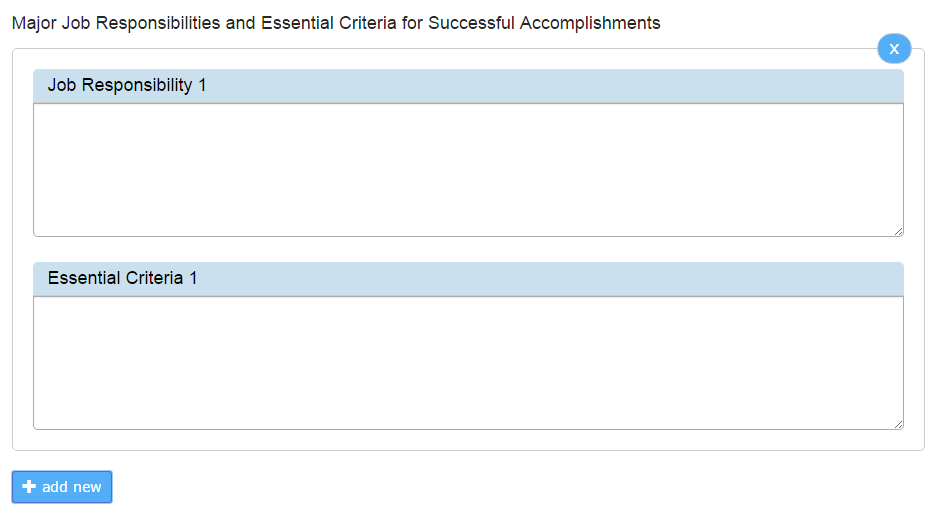 Major Job Responsibilities and Essential Criteria for Successful Accomplishments
x
Job Responsibility 1
Essential Criteria 1
+ add new